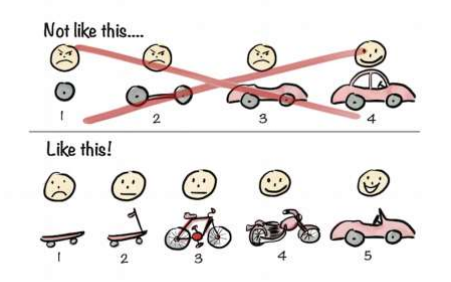 Not like this....
1 2 3 4
Like this!
1 2 3 4 5